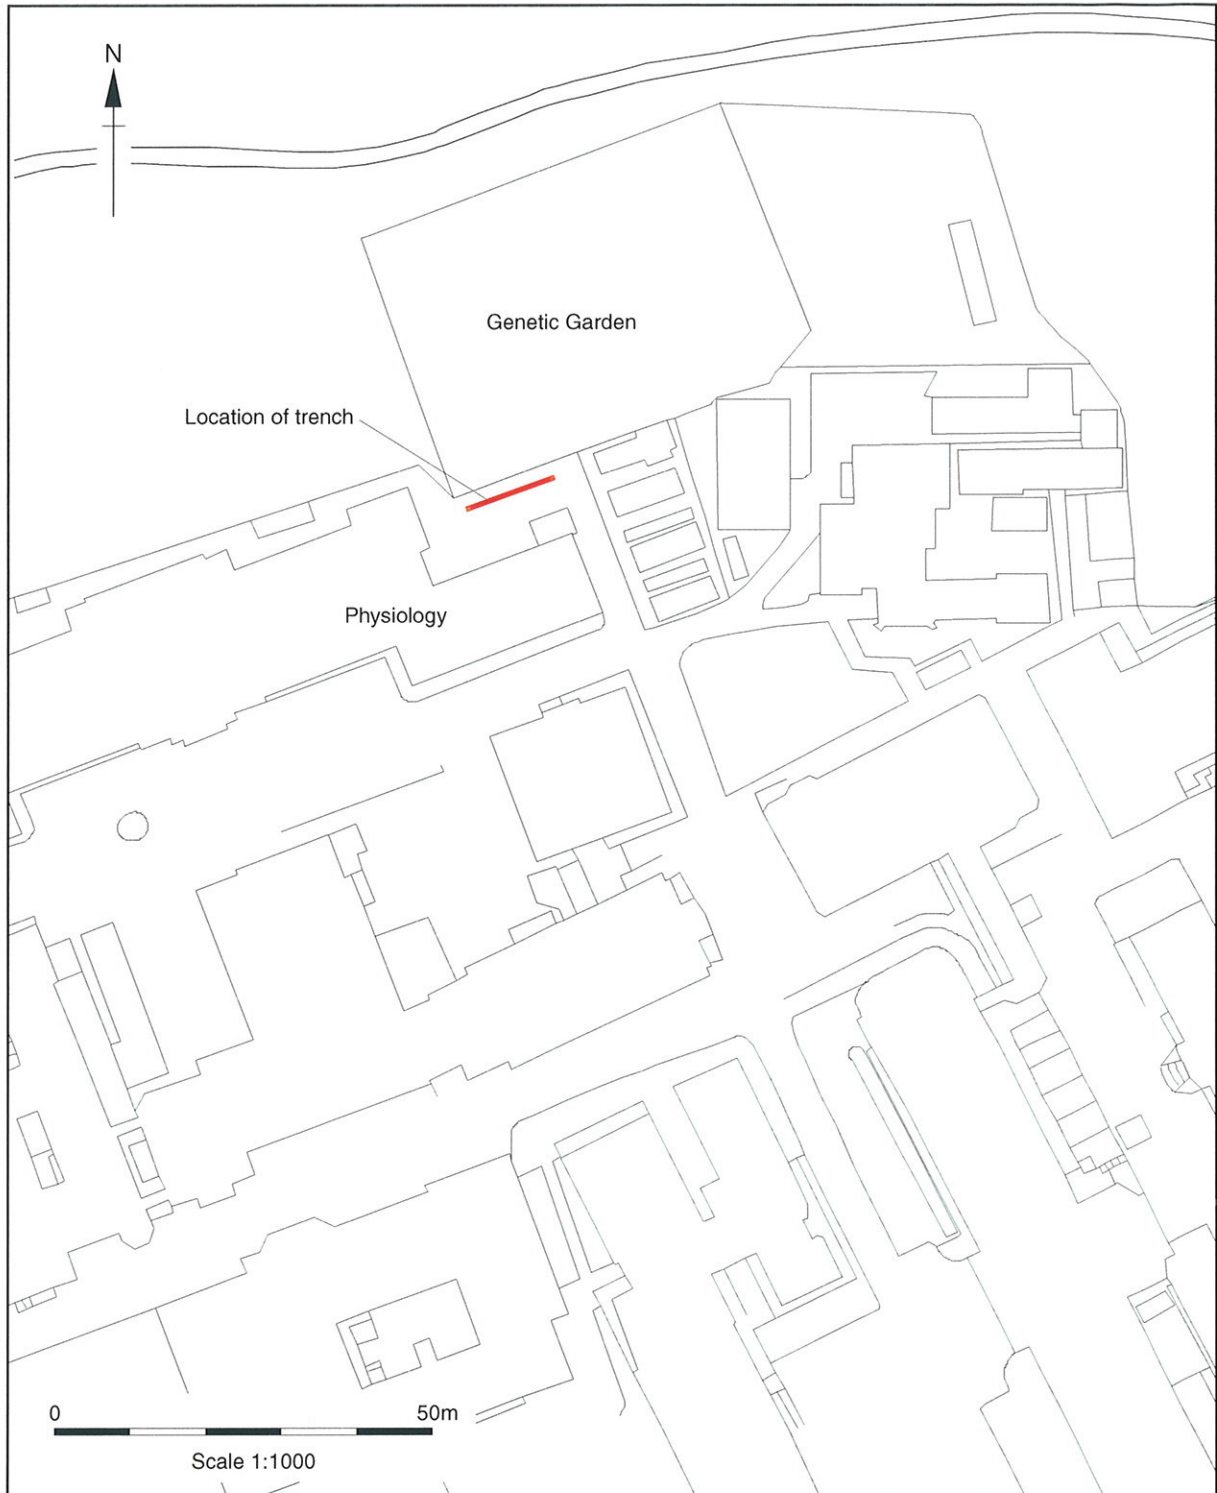 N
Genetic Garden
Location of trench
Physiology
0 50m
Scale 1:1000